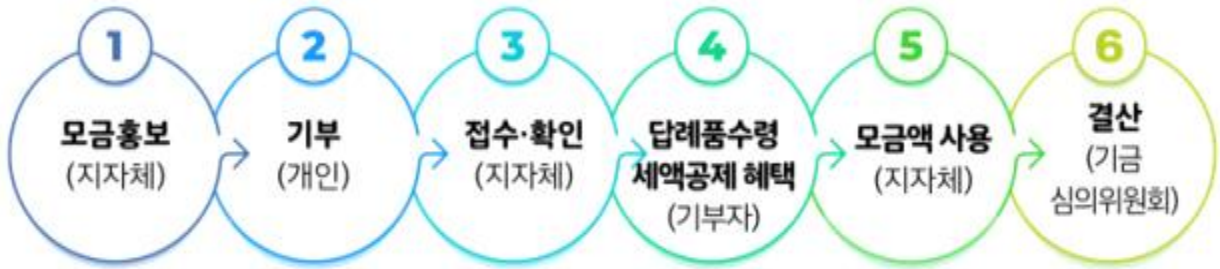 1
모금홍보
(지자체)
2
기부
(개인)
3
접수·확인
(지자체)
4
답례품수령
세액공제 혜택
(기부자)
5
모금액 사용
(지자체)
6
결산
(기금
심의위원회)